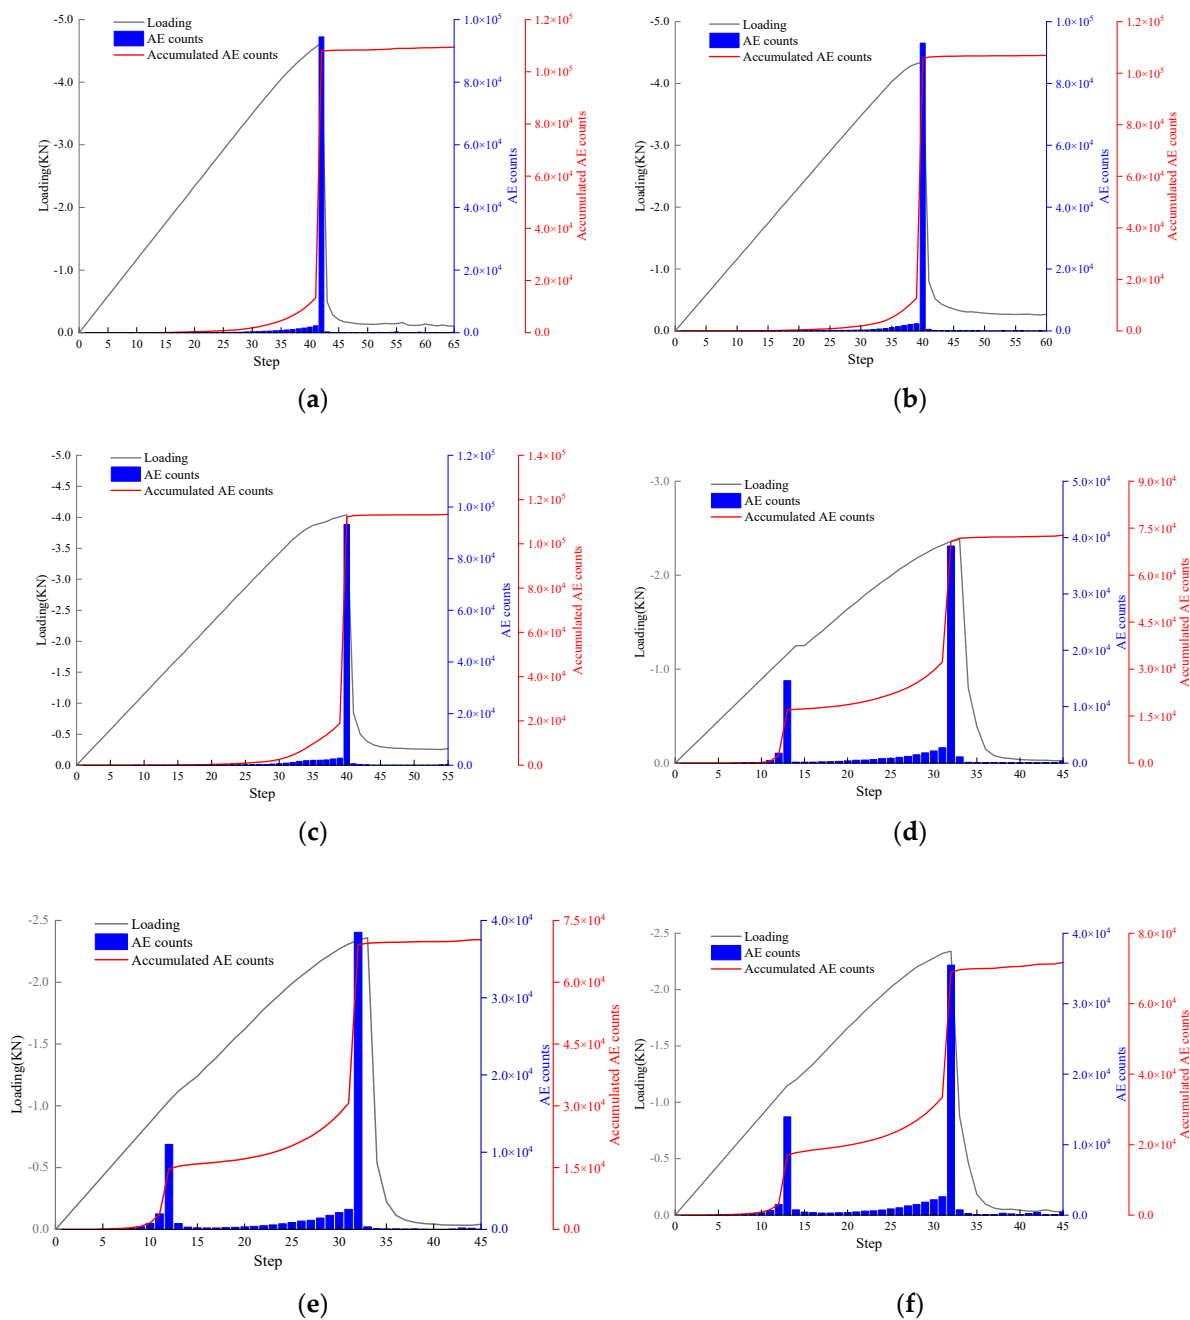 Loading
AE counts
Accumulated AE counts
-5.0
-4.0
-3.0
-2.0
-1.0
0.0
Loading(KN)
0 5 10 15 20 25 30 35 40 45 50 55 60 65
Step
1.0×10⁵
8.0×10⁴
6.0×10⁴
4.0×10⁴
2.0×10⁴
0.0
AE counts
1.2×10⁵
1.0×10⁵
8.0×10⁴
6.0×10⁴
4.0×10⁴
2.0×10⁴
0.0
Accumulated AE counts
(a)
Loading
AE counts
Accumulated AE counts
-5.0
-4.0
-3.0
-2.0
-1.0
0.0
Loading(KN)
0 5 10 15 20 25 30 35 40 45 50 55 60
Step
1.0×10⁵
8.0×10⁴
6.0×10⁴
4.0×10⁴
2.0×10⁴
0.0
AE counts
1.2×10⁵
1.0×10⁵
8.0×10⁴
6.0×10⁴
4.0×10⁴
2.0×10⁴
0.0
Accumulated AE counts
(b)
Loading
AE counts
Accumulated AE counts
-5.0
-4.5
-4.0
-3.5
-3.0
-2.5
-2.0
-1.5
-1.0
-0.5
0.0
Loading(KN)
0 5 10 15 20 25 30 35 40 45 50 55
Step
1.2×10⁵
1.0×10⁵
8.0×10⁴
6.0×10⁴
4.0×10⁴
2.0×10⁴
0.0
AE counts
1.4×10⁵
1.2×10⁵
1.0×10⁵
8.0×10⁴
6.0×10⁴
4.0×10⁴
2.0×10⁴
0.0
Accumulated AE counts
(c)
Loading
AE counts
Accumulated AE counts
-3.0
-2.0
-1.0
0.0
Loading(KN)
0 5 10 15 20 25 30 35 40 45
Step
5.0×10⁴
4.0×10⁴
3.0×10⁴
2.0×10⁴
1.0×10⁴
0.0
AE counts
9.0×10⁴
7.5×10⁴
6.0×10⁴
4.5×10⁴
3.0×10⁴
1.5×10⁴
0.0
Accumulated AE counts
(d)
Loading
AE counts
Accumulated AE counts
-2.5
-2.0
-1.5
-1.0
-0.5
0.0
Loading(KN)
0 5 10 15 20 25 30 35 40 45
Step
4.0×10⁴
3.0×10⁴
2.0×10⁴
1.0×10⁴
0.0
AE counts
7.5×10⁴
6.0×10⁴
4.5×10⁴
3.0×10⁴
1.5×10⁴
0.0
Accumulated AE counts
(e)
Loading
AE counts
Accumulated AE counts
-2.5
-2.0
-1.5
-1.0
-0.5
0.0
Loading(KN)
0 5 10 15 20 25 30 35 40 45
Step
4.0×10⁴
3.0×10⁴
2.0×10⁴
1.0×10⁴
0.0
AE counts
8.0×10⁴
6.0×10⁴
4.0×10⁴
2.0×10⁴
0.0
Accumulated AE counts
(f)